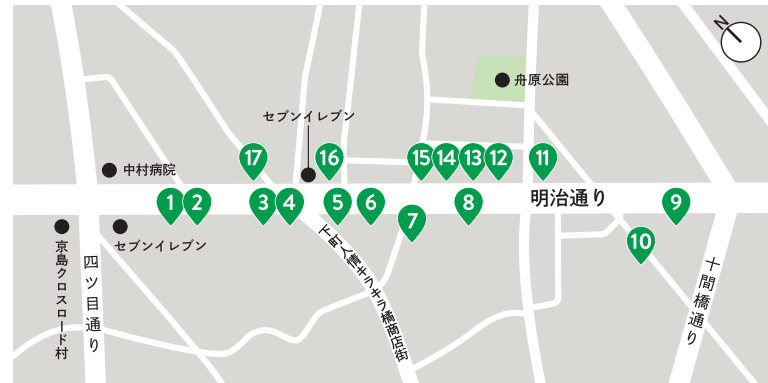 N
舟原公園
セブンイレブン
中村病院
17
16
15
14
13
12
11
1
2
3
4
5
6
7
8
明治通り
9
10
セブンイレブン
京島クロスロード村
四ツ目通り
下町人情キラキラ橘商店街
十間橋通り